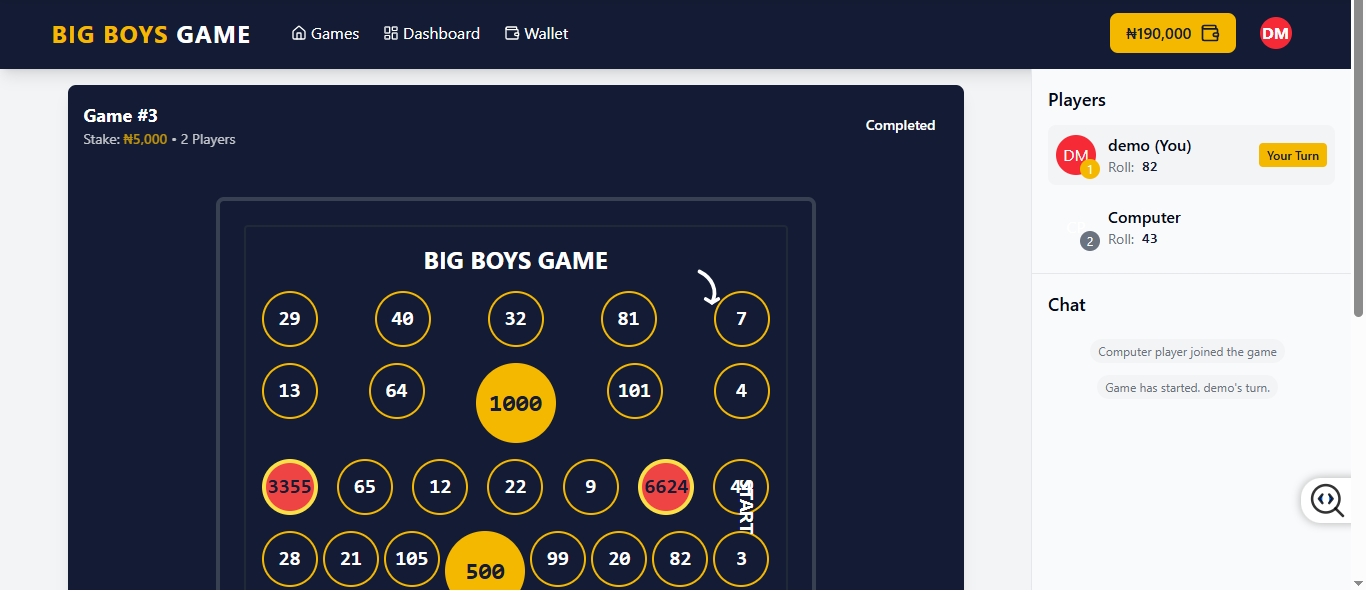 BIG BOYS GAME
Games
Dashboard
Wallet
₦190,000
DM
Game #3
Stake: ₦5,000 • 2 Players
Completed
BIG BOYS GAME
29 40 32 81 7
13 64 1000 101 4
3355 65 12 22 9 6624 49
START
28 21 105 500 99 20 82 3
Players
DM
1
demo (You)
Roll: 82
Your Turn
2
Computer
Roll: 43
Chat
Computer player joined the game
Game has started. demo's turn.